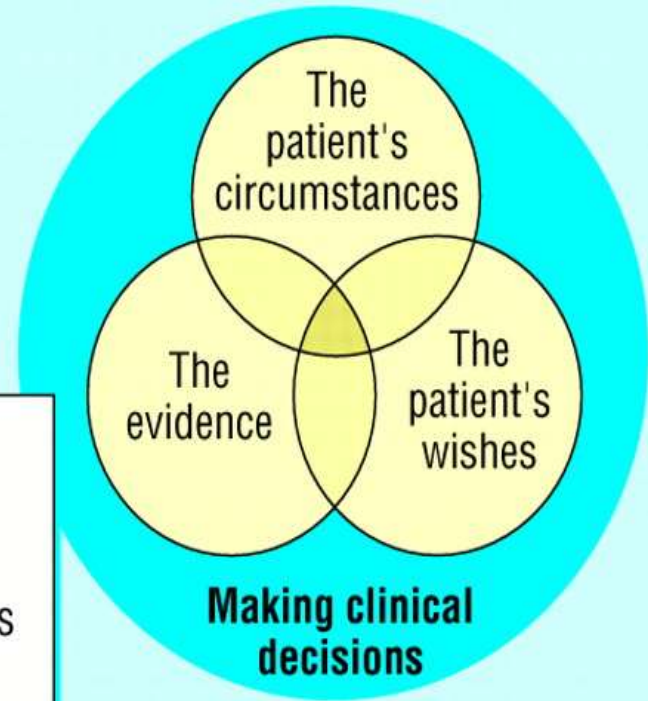 The
patient's
circumstances
The
evidence
The
patient's
wishes
Making clinical
decisions
s